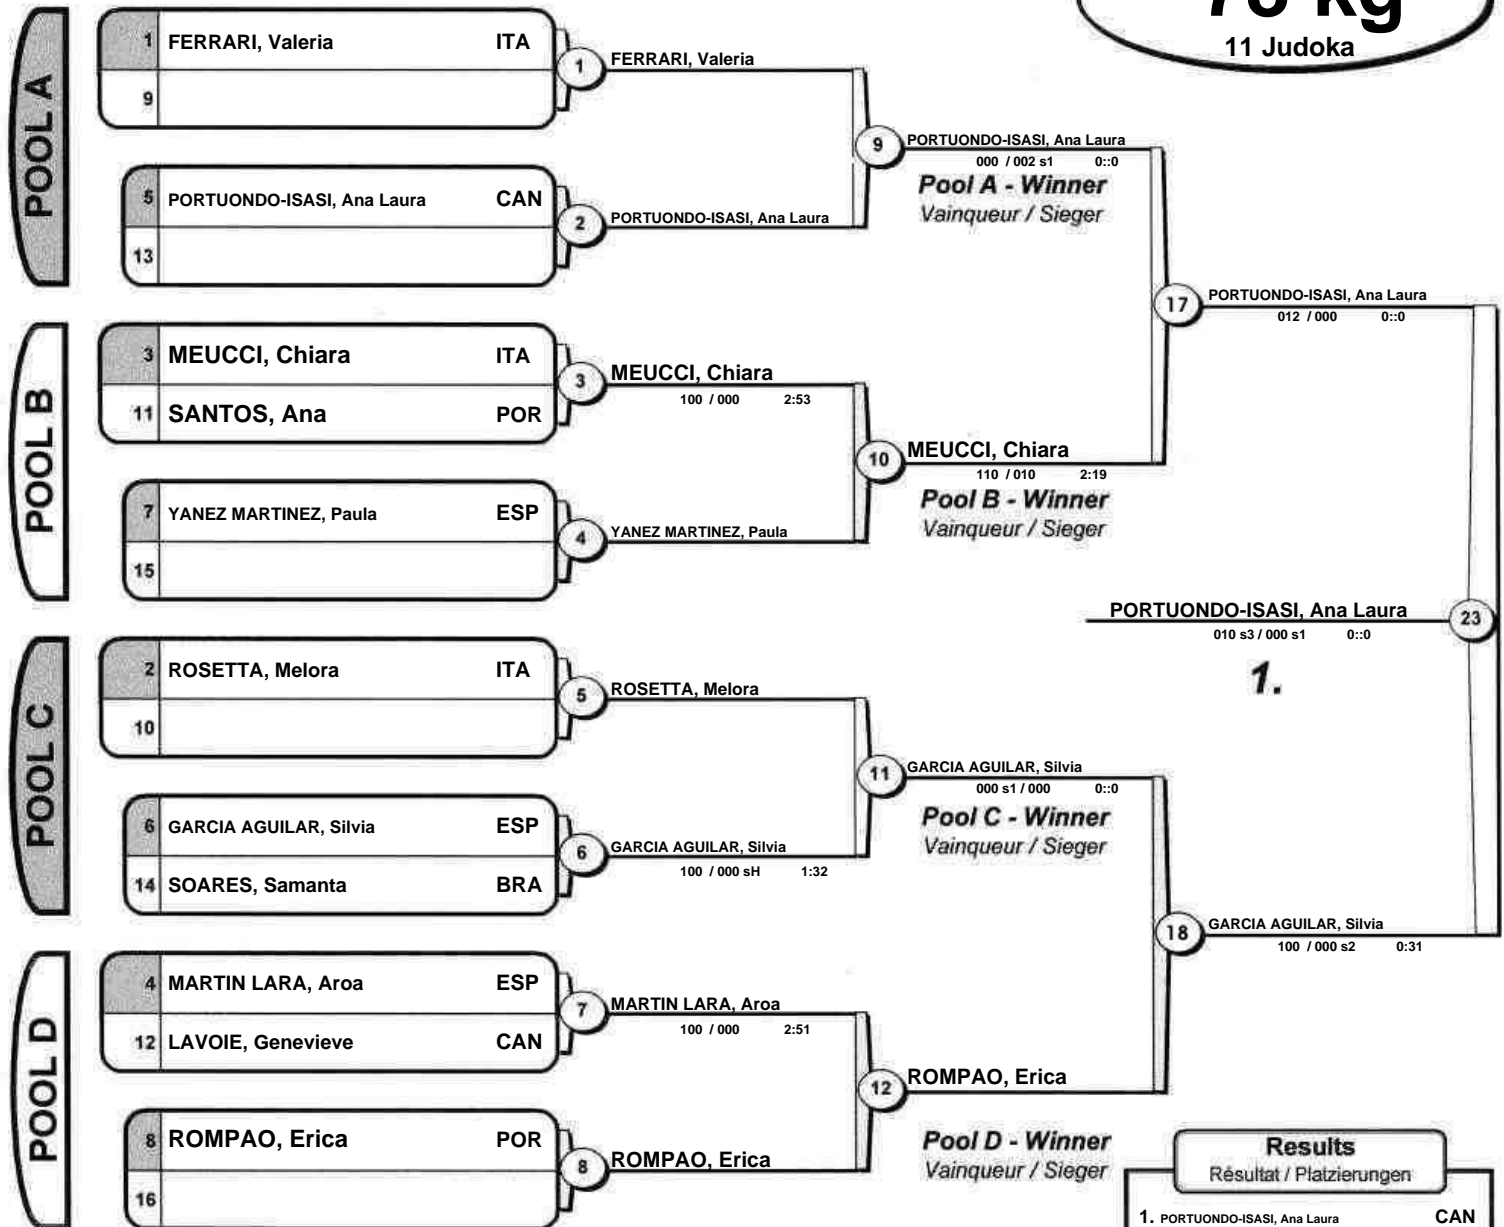 78 kg
11 Judoka
POOL A
1 FERRARI, Valeria ITA
9
5 PORTUONDO-ISASI, Ana Laura CAN
13
1 FERRARI, Valeria
2 PORTUONDO-ISASI, Ana Laura
9 PORTUONDO-ISASI, Ana Laura
000 / 002 s1 0::0
Pool A - Winner
Vainqueur / Sieger
POOL B
3 MEUCCI, Chiara ITA
11 SANTOS, Ana POR
7 YANEZ MARTINEZ, Paula ESP
15
3 MEUCCI, Chiara
100 / 000 2:53
4 YANEZ MARTINEZ, Paula
10 MEUCCI, Chiara
110 / 010 2:19
Pool B - Winner
Vainqueur / Sieger
17 PORTUONDO-ISASI, Ana Laura
012 / 000 0::0
PORTUONDO-ISASI, Ana Laura 23
010 s3 / 000 s1 0::0
1.
POOL C
2 ROSETTA, Melora ITA
10
6 GARCIA AGUILAR, Silvia ESP
14 SOARES, Samanta BRA
5 ROSETTA, Melora
6 GARCIA AGUILAR, Silvia
100 / 000 sH 1:32
11 GARCIA AGUILAR, Silvia
000 s1 / 000 0::0
Pool C - Winner
Vainqueur / Sieger
POOL D
4 MARTIN LARA, Aroa ESP
12 LAVOIE, Genevieve CAN
8 ROMPAO, Erica POR
16
7 MARTIN LARA, Aroa
100 / 000 2:51
8 ROMPAO, Erica
12 ROMPAO, Erica
Pool D - Winner
Vainqueur / Sieger
18 GARCIA AGUILAR, Silvia
100 / 000 s2 0:31
Results
Résultat / Platzierungen
1. PORTUONDO-ISASI, Ana Laura CAN